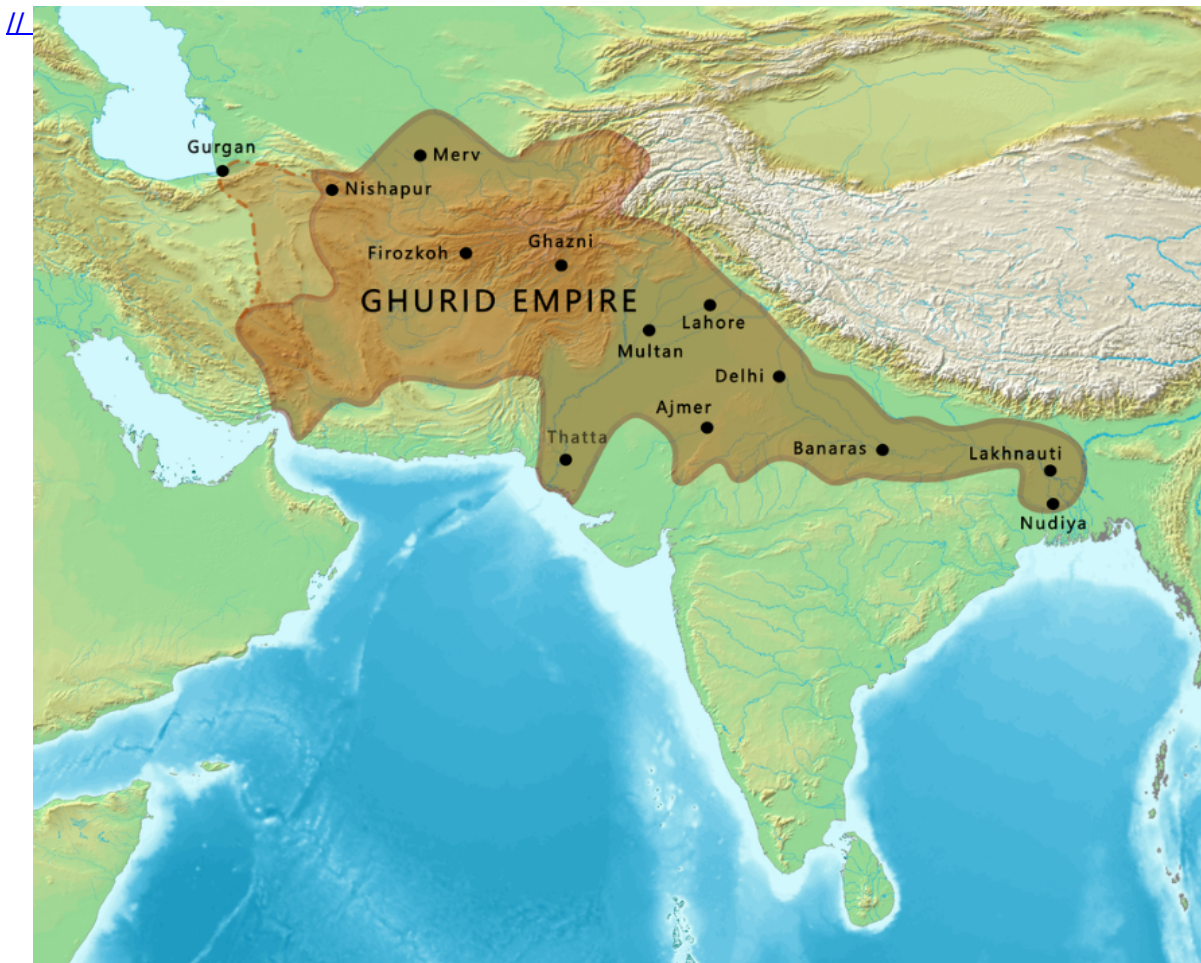 //
Gurgan
Merv
Nishapur
Firozkoh
Ghazni
GHURID EMPIRE
Lahore
Multan
Delhi
Ajmer
Thatta
Banaras
Lakhnauti
Nudiya